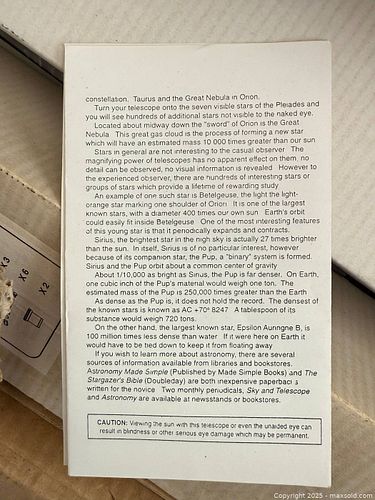 constellation, Taurus and the Great Nebula in Orion.
Turn your telescope onto the seven visible stars of the Pleiades and
you will see hundreds of additional stars not visible to the naked eye.
Located about midway down the "sword" of Orion is the Great
Nebula This great gas cloud is the process of forming a new star
which will have an estimated mass 10 000 times greater than our sun
Stars in general are not interesting to the casual observer The
magnifying power of telescopes has no apparent effect on them, no
detail can be observed, no visual information is revealed However to
the experienced observer, there are hundreds of interesting stars or
groups of stars which provide a lifetime of rewarding study
An example of one such star is Betelgeuse, the light the light-
orange star marking one shoulder of Orion It is one of the largest
known stars, with a diameter 400 times our own sun Earth's orbit
could easily fit inside Betelgeuse One of the most interesting features
of this young star is that it periodically expands and contracts.
Sirius, the brightest star in the nigh sky is actually 27 times brighter
than the sun. In itself, Sirius is of no particular interest, however
because of its companion star, the Pup, a "binary" system is formed.
Sirius and the Pup orbit about a common center of gravity
About 1/10,000 as bright as Sirius, the Pup is far denser. On Earth,
one cubic inch of the Pup's material would weigh one ton. The
estimated mass of the Pup is 250,000 times greater than the Earth
As dense as the Pup is, it does not hold the record. The densest of
the known stars is known as AC +70° 8247 A tablespoon of its
substance would weigh 720 tons.
On the other hand, the largest known star, Epsilon Aunngne B, is
100 million times less dense than water If it were here on Earth it
would have to be tied down to keep it from floating away
If you wish to learn more about astronomy, there are several
sources of information available from libraries and bookstores.
Astronomy Made Simple (Published by Made Simple Books) and The
Stargazer's Bible (Doubleday) are both inexpensive paperbacks
written for the novice Two monthly periodicals, Sky and Telescope
and Astronomy are available at newsstands or bookstores.
CAUTION: Viewing the sun with this telescope or even the unaided eye can
result in blindness or other serious eye damage which may be permanent.
X3
X6
X2
Copyright 2025 - maxsold.com